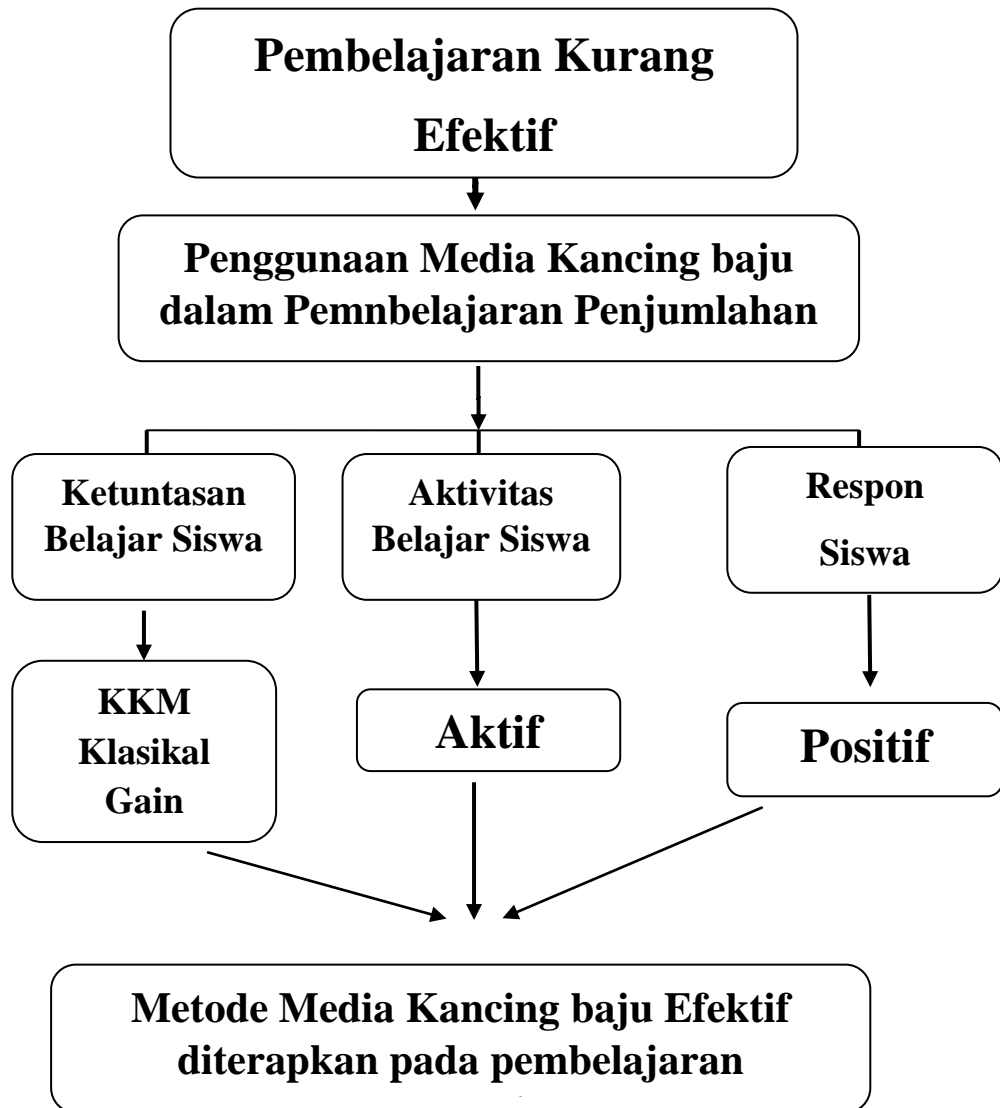 Pembelajaran Kurang
Efektif
Penggunaan Media Kancing baju
dalam Pemnbelajaran Penjumlahan
Ketuntasan
Belajar Siswa
Aktivitas
Belajar Siswa
Respon
Siswa
KKM
Klasikal
Gain
Aktif
Positif
Metode Media Kancing baju Efektif
diterapkan pada pembelajaran